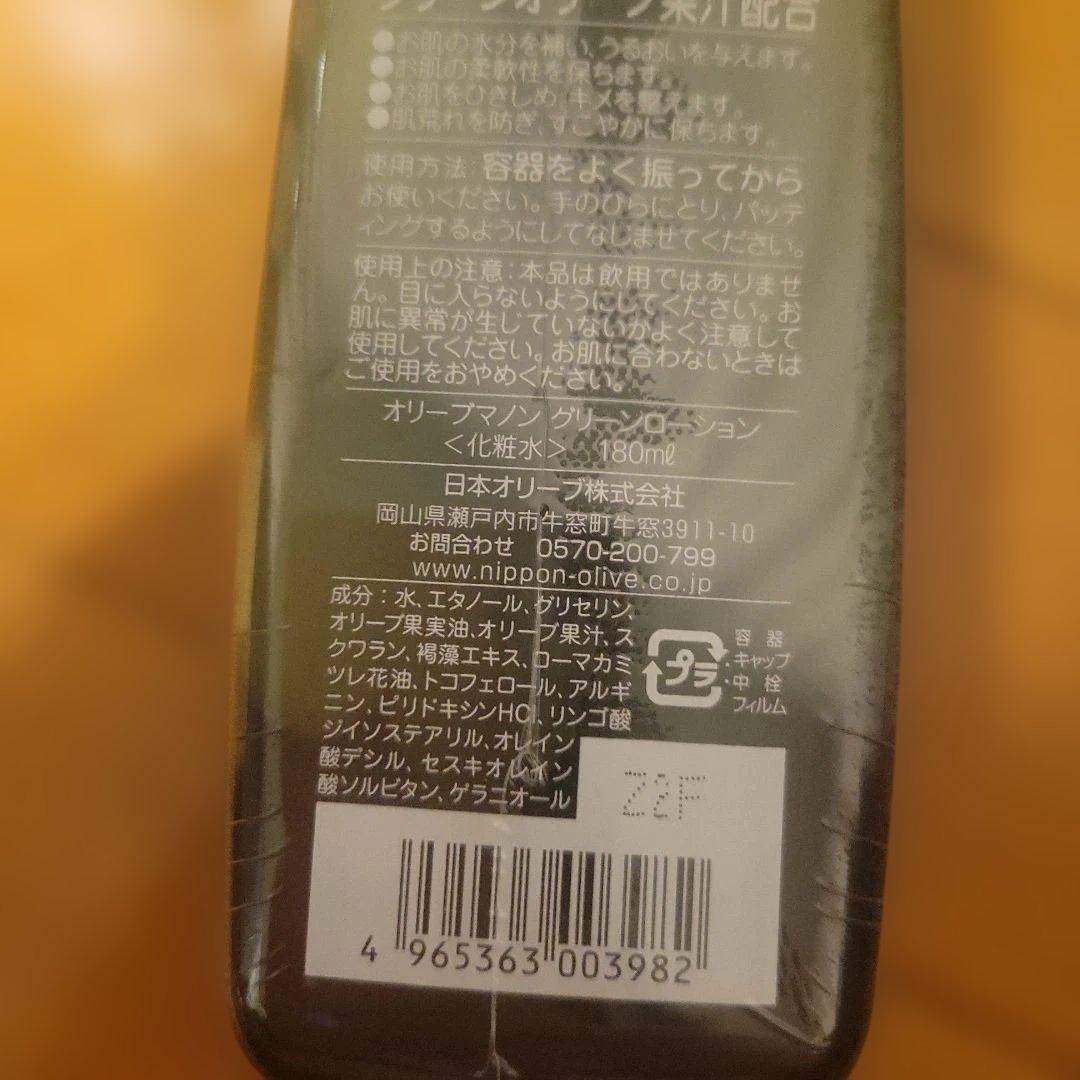 グリーンオリーブ果汁配合
●お肌の水分を補い、うるおいを与えます。
●お肌の柔軟性を保ちます。
●お肌をひきしめ、キメを整えます。
●肌荒れを防ぎ、すこやかに保ちます。
使用方法:容器をよく振ってから
お使いください。手のひらにとり、パッテ
ィングするようにしてなじませてください。
使用上の注意:本品は飲用ではありませ
ん。目に入らないようにしてください。お
肌に異常が生じていないかよく注意して
使用してください。お肌に合わないときは
ご使用をおやめください。
オリーブマノン グリーンローション
<化粧水> 180mℓ
日本オリーブ株式会社
岡山県瀬戸内市牛窓町牛窓3911-10
お問合わせ 0570-200-799
www.nippon-olive.co.jp
成分:水、エタノール、グリセリン、
オリーブ果実油、オリーブ果汁、ス
クワラン、褐藻エキス、ローマカミ
ツレ花油、トコフェロール、アルギ
ニン、ピリドキシンHCl、リンゴ酸
ジイソステアリル、オレイン
酸デシル、セスキオレイン
酸ソルビタン、ゲラニオール
プラ
容器
・キャップ
・中栓
フィルム
Z2F
4 965363 003982